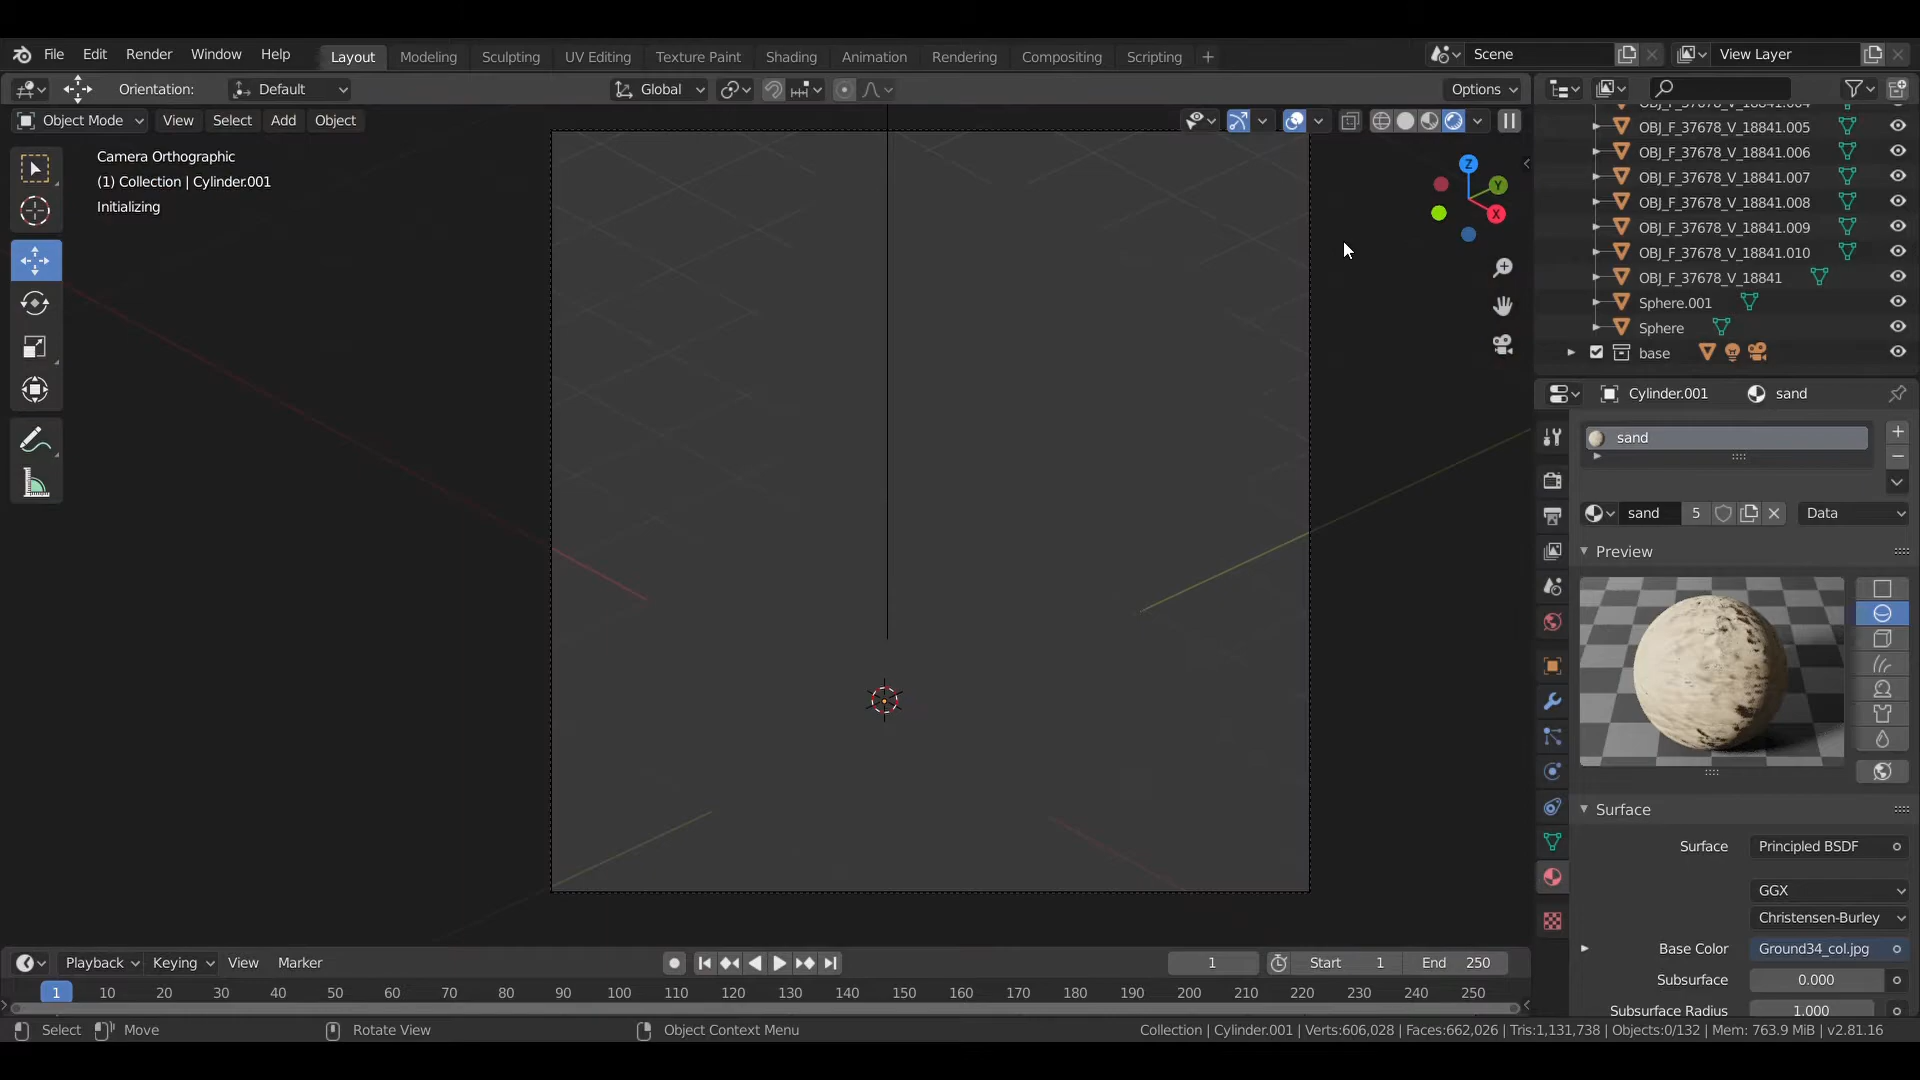 File Edit Render Window Help Layout Modeling Sculpting UV Editing Texture Paint Shading Animation Rendering Compositing Scripting + Scene View Layer
Orientation: Default Global Options
Object Mode View Select Add Object
Camera Orthographic
(1) Collection | Cylinder.001
Initializing
Z
Y
X
OBJ_F_37678_V_18841.004
OBJ_F_37678_V_18841.005
OBJ_F_37678_V_18841.006
OBJ_F_37678_V_18841.007
OBJ_F_37678_V_18841.008
OBJ_F_37678_V_18841.009
OBJ_F_37678_V_18841.010
OBJ_F_37678_V_18841
Sphere.001
Sphere
base
Cylinder.001 sand
sand
sand 5 Data
Preview
Surface
Surface Principled BSDF
GGX
Christensen-Burley
Base Color Ground34_col.jpg
Subsurface 0.000
Subsurface Radius 1.000
Playback Keying View Marker 1 Start 1 End 250
1 10 20 30 40 50 60 70 80 90 100 110 120 130 140 150 160 170 180 190 200 210 220 230 240 250
Select Move Rotate View Object Context Menu Collection | Cylinder.001 | Verts:606,028 | Faces:662,026 | Tris:1,131,738 | Objects:0/132 | Mem: 763.9 MiB | v2.81.16